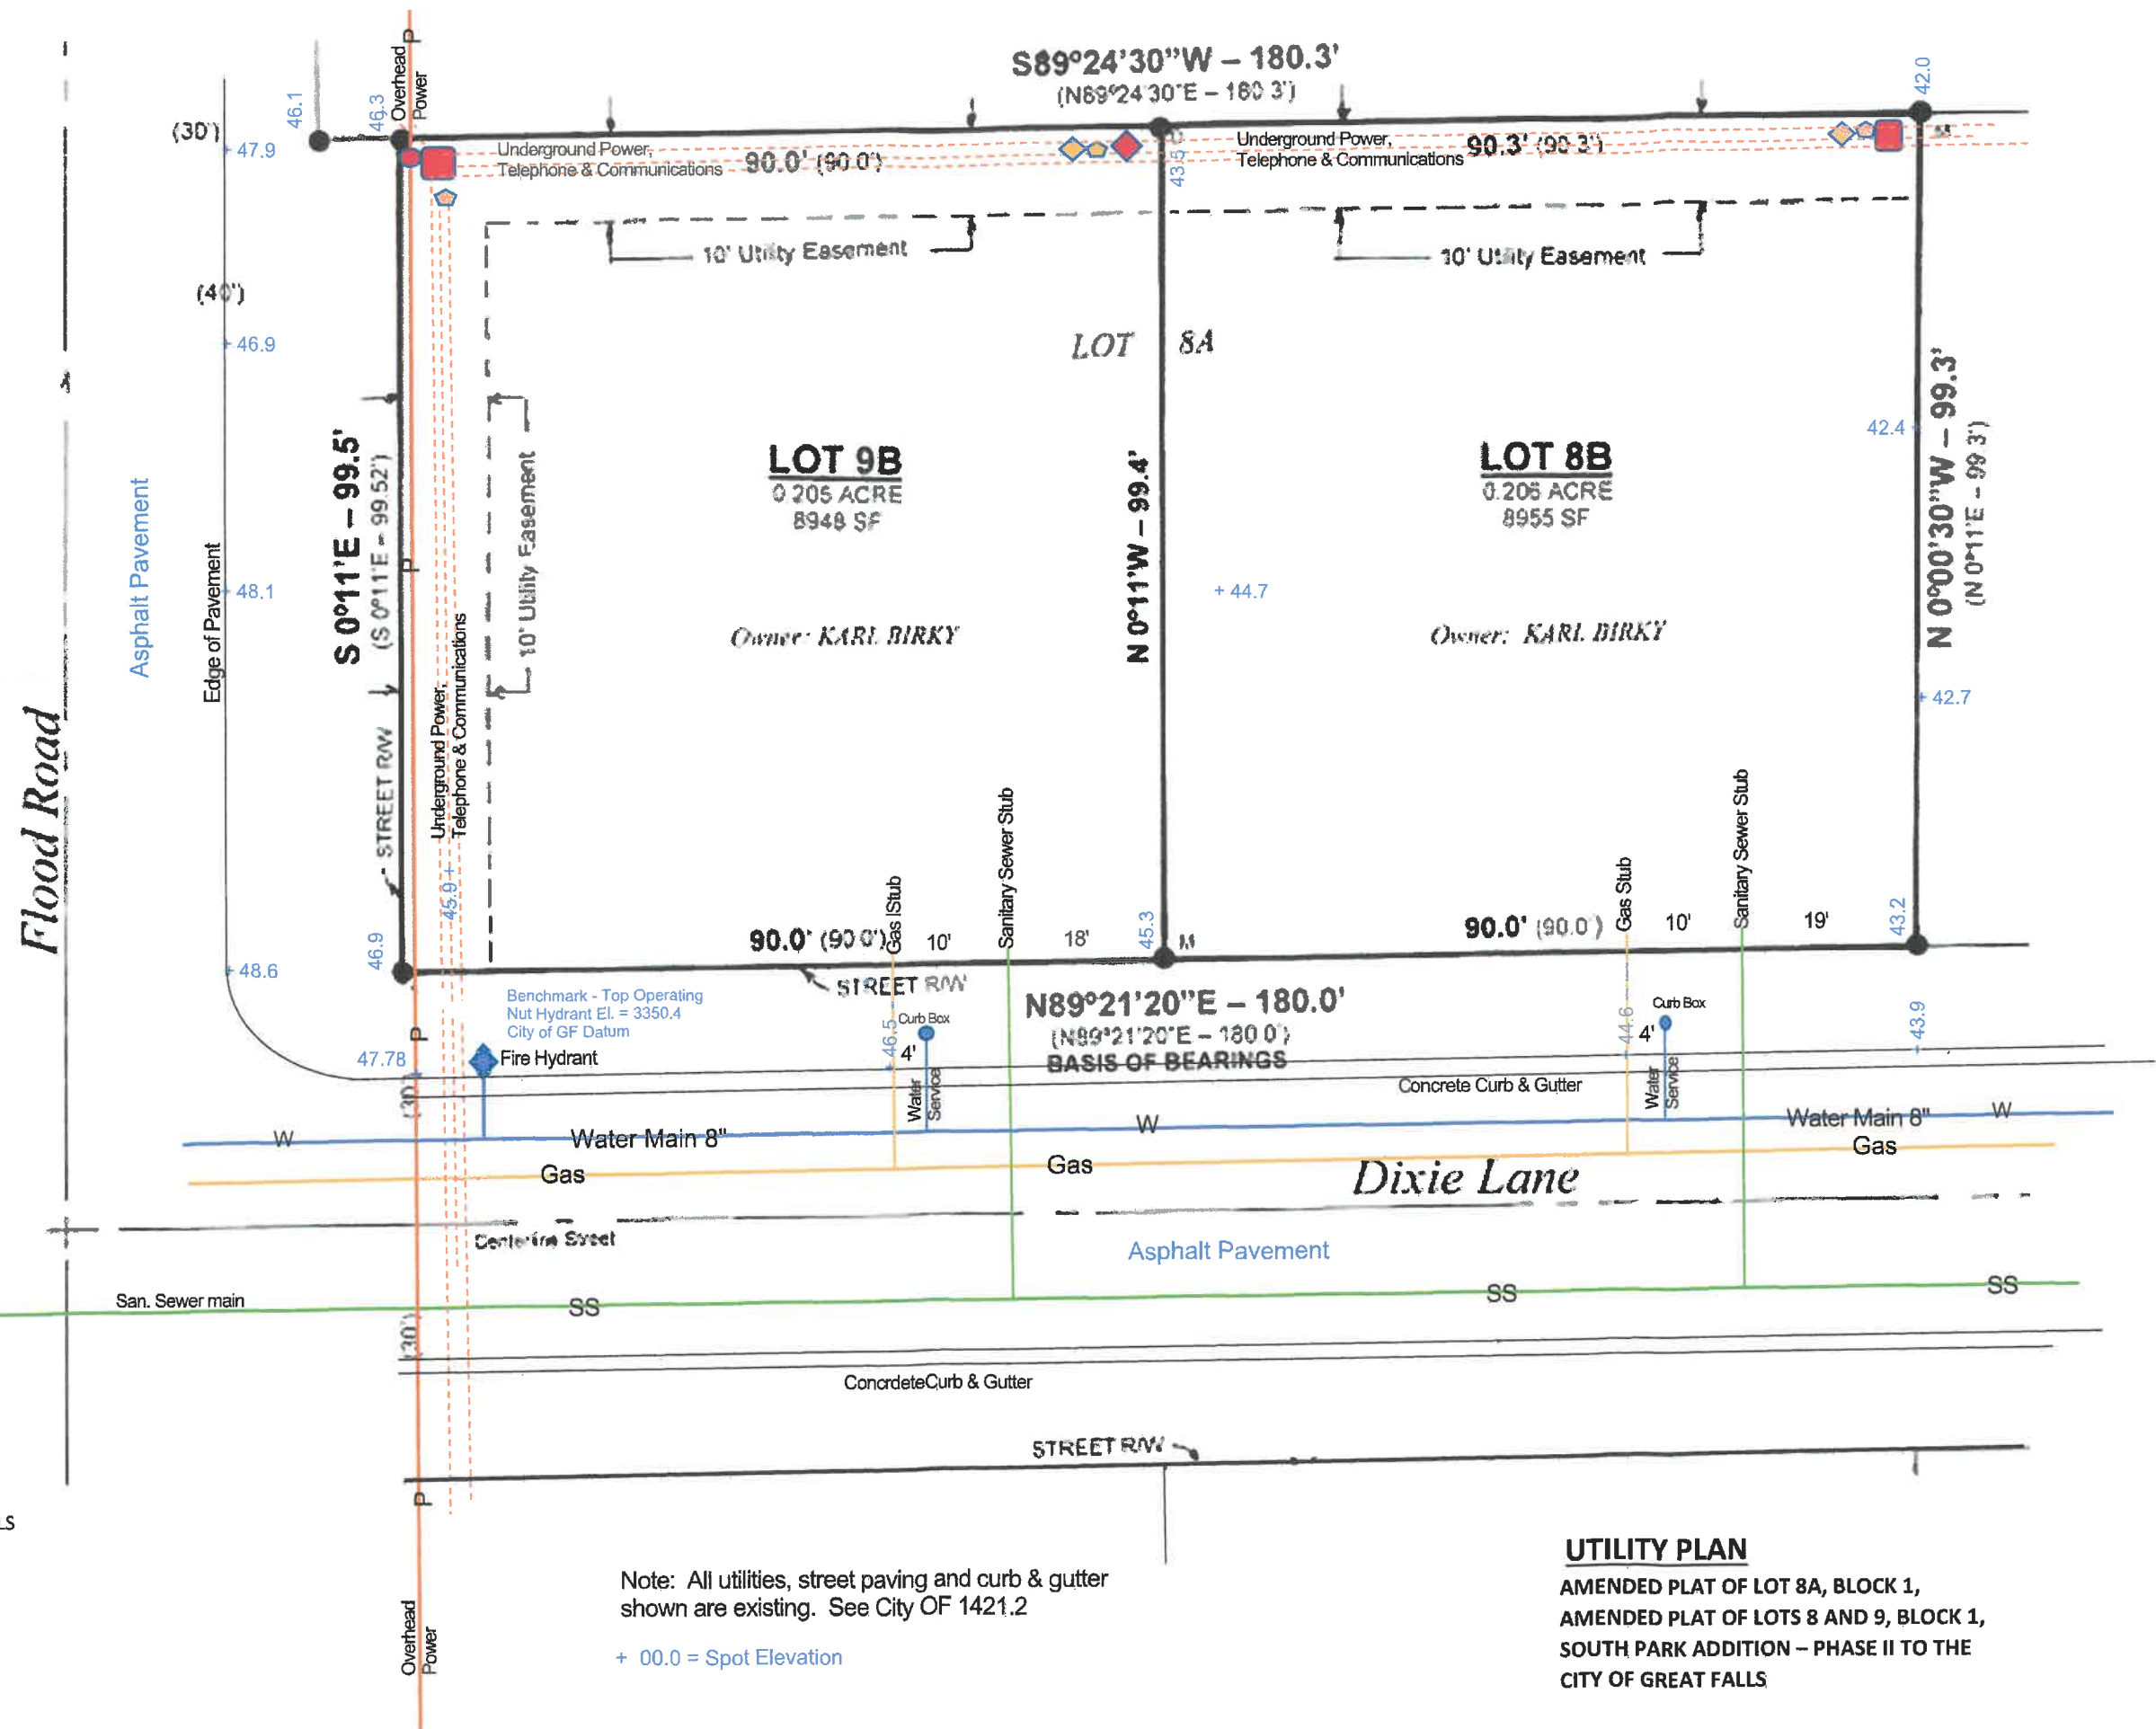 S89°24'30"W – 180.3'
(N89°24'30"E – 180.3')
46.1
46.3
Overhead
Power
P
42.0
(30')
47.9
Underground Power,
Telephone & Communications
90.0' (90.0')
43.5
Underground Power,
Telephone & Communications
90.3' (90.3')
10' Utility Easement
10' Utility Easement
(40')
46.9
LOT 8A
Asphalt Pavement
Edge of Pavement
48.1
S 0°11'E – 99.5'
(S 0°11'E – 99.52')
P
10' Utility Easement
LOT 9B
0.205 ACRE
8948 SF
Owner: KARL BIRKY
N 0°11'W – 99.4'
+ 44.7
LOT 8B
0.206 ACRE
8955 SF
Owner: KARL BIRKY
42.4
N 0°00'30"W – 99.3'
(N 0°11'E – 99.3')
+ 42.7
Flood Road
STREET R/W
Underground Power,
Telephone & Communications
45.9 +
46.9
+ 48.6
90.0' (90.0')
Gas Stub
10'
Sanitary Sewer Stub
18'
45.3
90.0' (90.0')
Gas Stub
10'
Sanitary Sewer Stub
19'
43.2
STREET R/W
N89°21'20"E – 180.0'
(N89°21'20"E – 180.0')
BASIS OF BEARINGS
Benchmark - Top Operating
Nut Hydrant El. = 3350.4
City of GF Datum
P
47.78
Fire Hydrant
+ 46.5
Curb Box
4'
Water
Service
44.6
Curb Box
4'
Water
Service
+ 43.9
(30')
Concrete Curb & Gutter
W
Water Main 8"
W
Water Main 8"
W
Gas
Gas
Gas
Dixie Lane
Centerline Street
Asphalt Pavement
San. Sewer main
SS
SS
SS
(30')
ConcrdeteCurb & Gutter
STREET R/W
P
LS
Overhead
Power
Note: All utilities, street paving and curb & gutter
shown are existing. See City OF 1421.2
+ 00.0 = Spot Elevation
UTILITY PLAN
AMENDED PLAT OF LOT 8A, BLOCK 1,
AMENDED PLAT OF LOTS 8 AND 9, BLOCK 1,
SOUTH PARK ADDITION – PHASE II TO THE
CITY OF GREAT FALLS